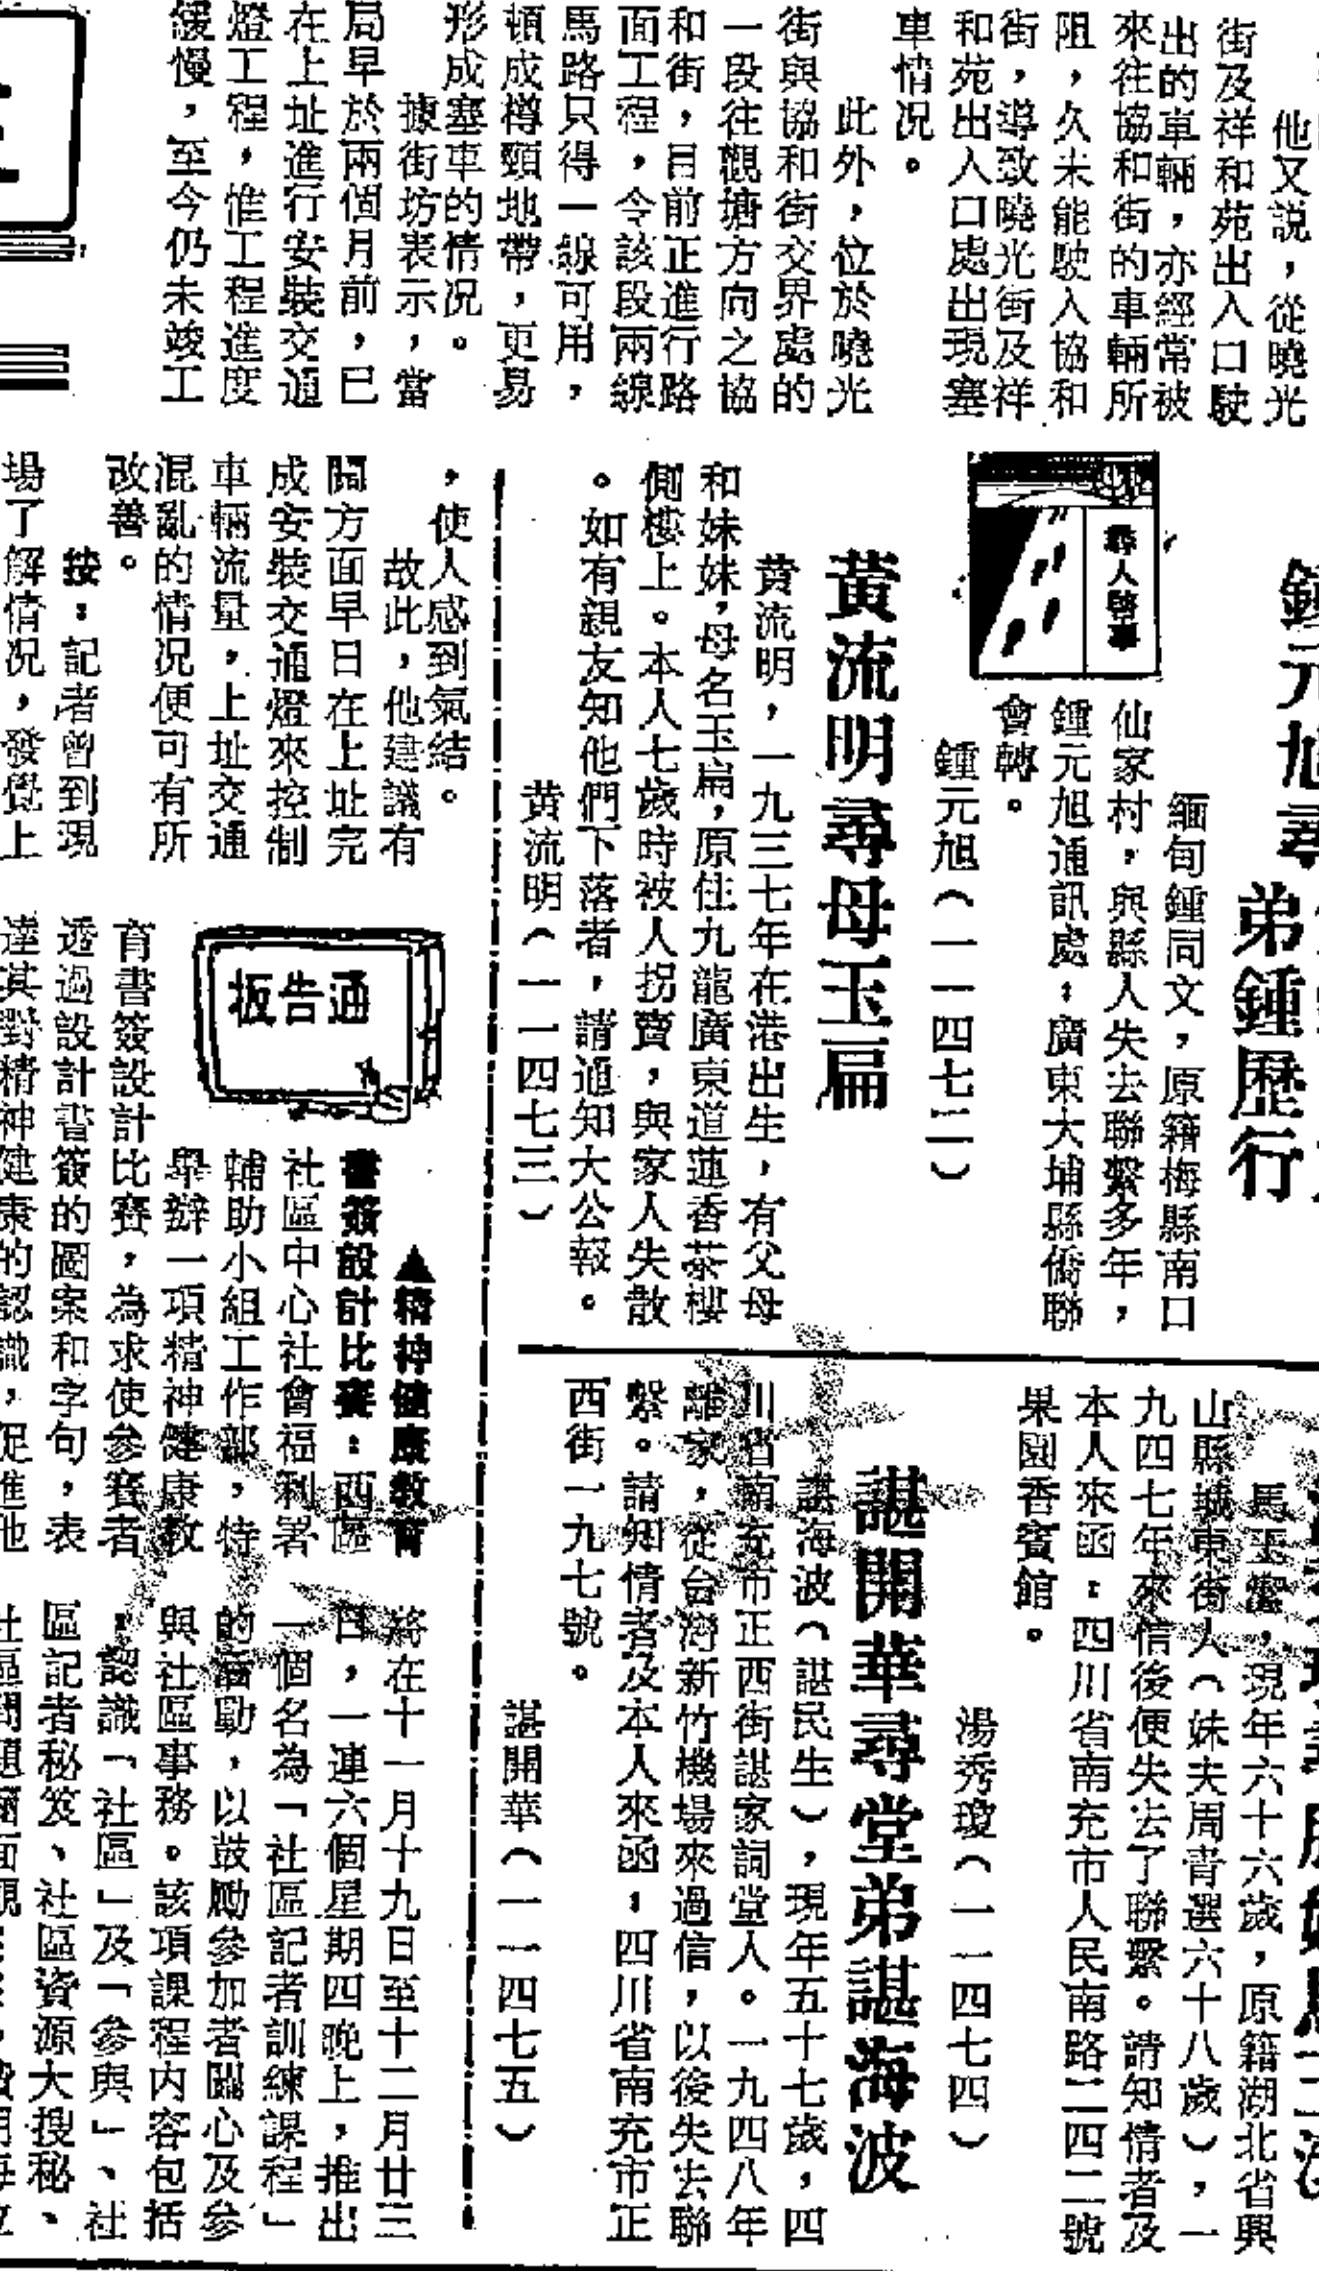 他又説，從曉光
街及祥和苑出入口駛
出的車輛，亦經常被
來往協和街的車輛所
阻，久未能駛入協和
街，導致曉光街及祥
和苑出入口處出現塞
車情况。
此外，位於曉光
街與協和街交界處的
一段往觀塘方向之協
和街，目前正進行路
面工程，令該段兩線
馬路只得一線可用，
頓成樽頸地帶，更易
形成塞車的情况。
據街坊表示，當
局早於兩個月前，已
在上址進行安裝交通
燈工程，惟工程進度
緩慢，至今仍未竣工
，使人感到氣結。
故此，他建議有
關方面早日在上址完
成安裝交通燈來控制
車輛流量，上址交通
混亂的情况便可有所
改善。
按：記者曾到現
場了解情况，發覺上
尋人啓事
弟鍾歷行
緬甸鍾同文，原籍梅縣南口
仙家村，與縣人失去聯繫多年，
鍾元旭通訊處：廣東大埔縣僑聯
會轉。
鍾元旭（一一四七二）
黃流明尋母玉扁
黄流明，一九三七年在港出生，有父母
和妹妹，母名玉扁，原住九龍廣東道蓮香茶樓
側樓上。本人七歲時被人拐賣，與家人失散
。如有親友知他們下落者，請通知大公報。
黄流明（一一四七三）
馬玉潔，現年六十六歲，原籍湖北省興
山縣城東街人（妹夫周青選六十八歲），一
九四七年來信後便失去了聯繫。請知情者及
本人來函：四川省南充市人民南路二四二號
果園香賓館。
湯秀瓊（一一四七四）
諶開華尋堂弟諶海波
諶海波（諶民生），現年五十七歲，四
川省南充市正西街諶家詞堂人。一九四八年
離家，從台灣新竹機場來過信，以後失去聯
繫。請知情者及本人來函：四川省南充市正
西街一九七號。
諶開華（一一四七五）
通告板
▲精神健康教育
書簽設計比賽：西區
社區中心社會福利署
輔助小組工作部，特
舉辦一項精神健康教
育書簽設計比賽，為求使參賽者
透過設計書簽的圖案和字句，表
達其對精神健康的認識，促進他
將在十一月十九日至十二月廿三
日，一連六個星期四晚上，推出
一個名為「社區記者訓練課程」
的活動，以鼓勵參加者關心及參
與社區事務。該項課程内容包括
，認識「社區」及「參與」、社
區記者秘笈、社區資源大搜秘、